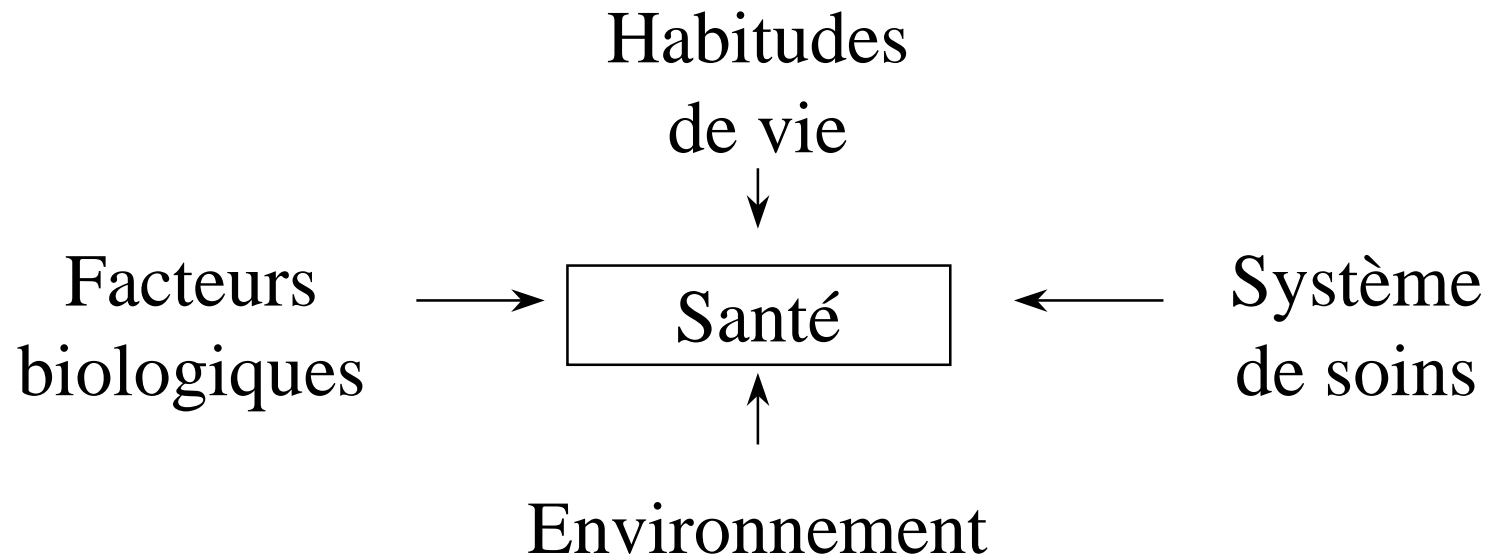 Habitudes
de vie
Facteurs
biologiques
Santé
Système
de soins
Environnement